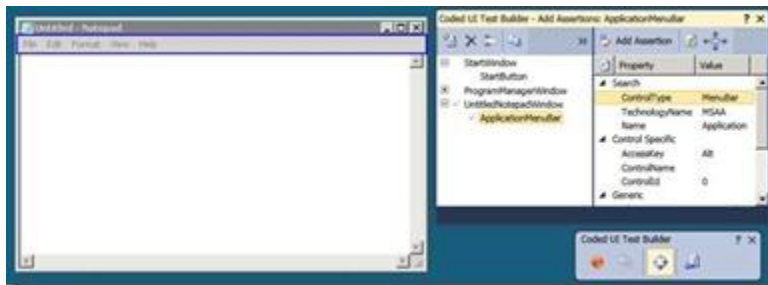 Untitled - Notepad
File Edit Format View Help
Coded UI Test Builder - Add Assertions: ApplicationMenuBar
Add Assertion
StartWindow
StartButton
ProgramManagerWindow
UntitledNotepadWindow
ApplicationMenuBar
Property Value
Search
ControlType MenuBar
TechnologyName MSAA
Name Application
Control Specific
AccessKey Alt
ControlName
ControlId 0
Generic
Coded UI Test Builder